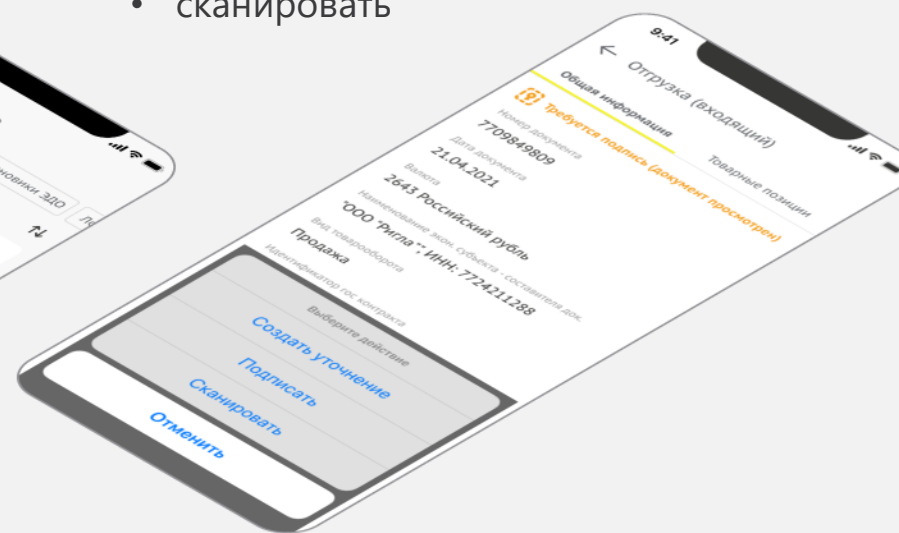 • сканировать
9:41
← Отгрузка (входящий)
Общая информация
Товарные позиции
Требуется подпись (документ просмотрен)
Номер документа
7709849809
Дата документа
21.04.2021
Валюта
2643 Российский рубль
Наименование экон. субъекта - составителя док.
"ООО "Ригла"", ИНН: 7724211288
Вид товарооборота
Продажа
Идентификатор гос контракта
Выберите действие
Создать уточнение
Подписать
Сканировать
Отменить
ЭДО